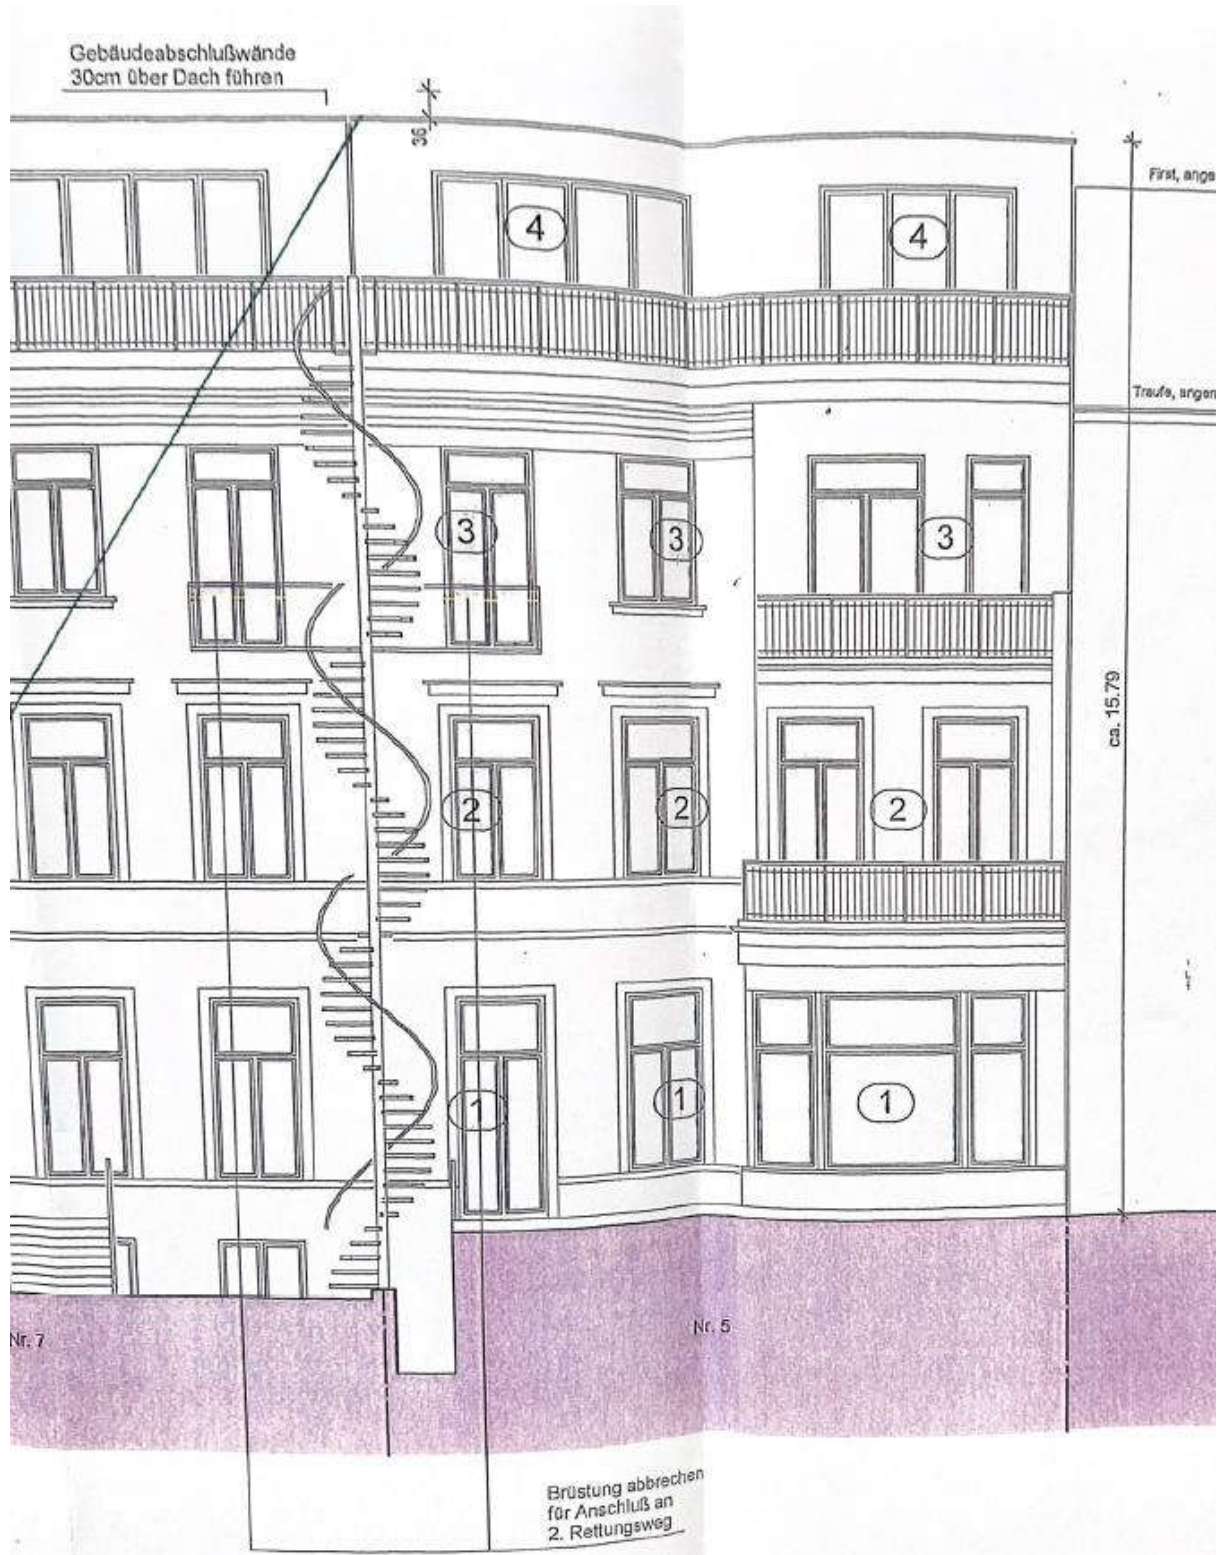 Gebäudeabschlußwände
30cm über Dach führen
36
First, ange
4
4
Traufe, angen
3
3
3
ca. 15.79
2
2
2
1
1
1
Nr. 7
Nr. 5
Brüstung abbrechen
für Anschluß an
2. Rettungsweg